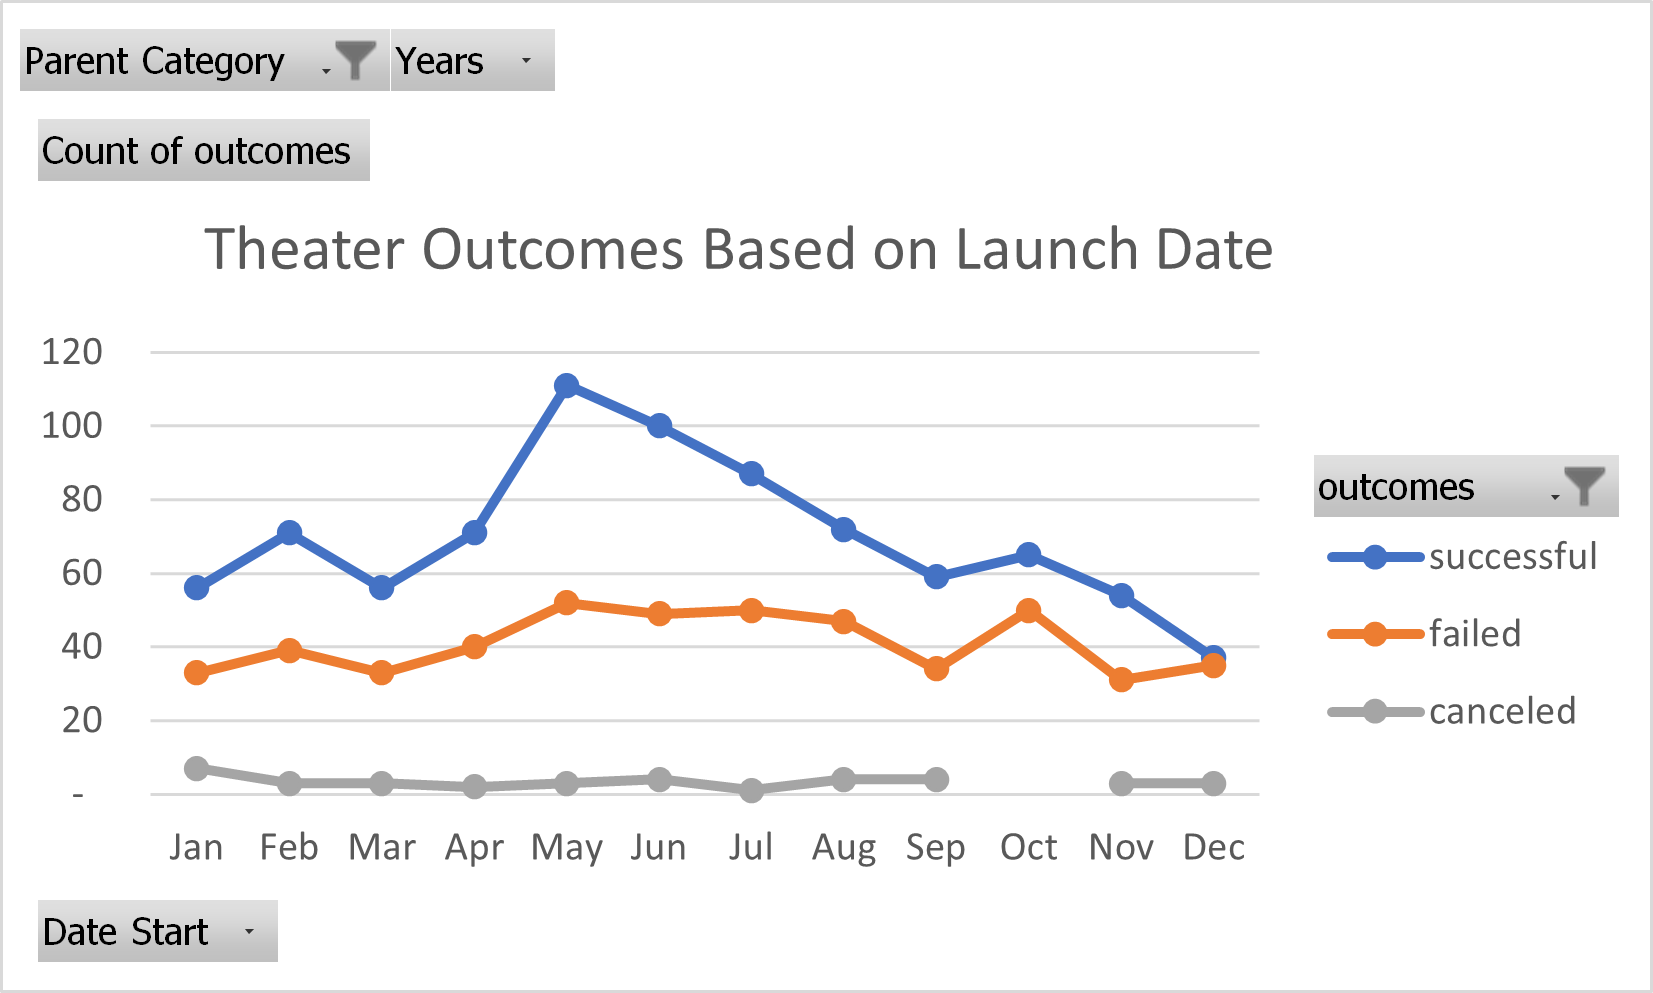 Parent Category Years
Count of outcomes
Theater Outcomes Based on Launch Date
120
100
80
60
40
20
-
Jan Feb Mar Apr May Jun Jul Aug Sep Oct Nov Dec
outcomes
successful
failed
canceled
Date Start